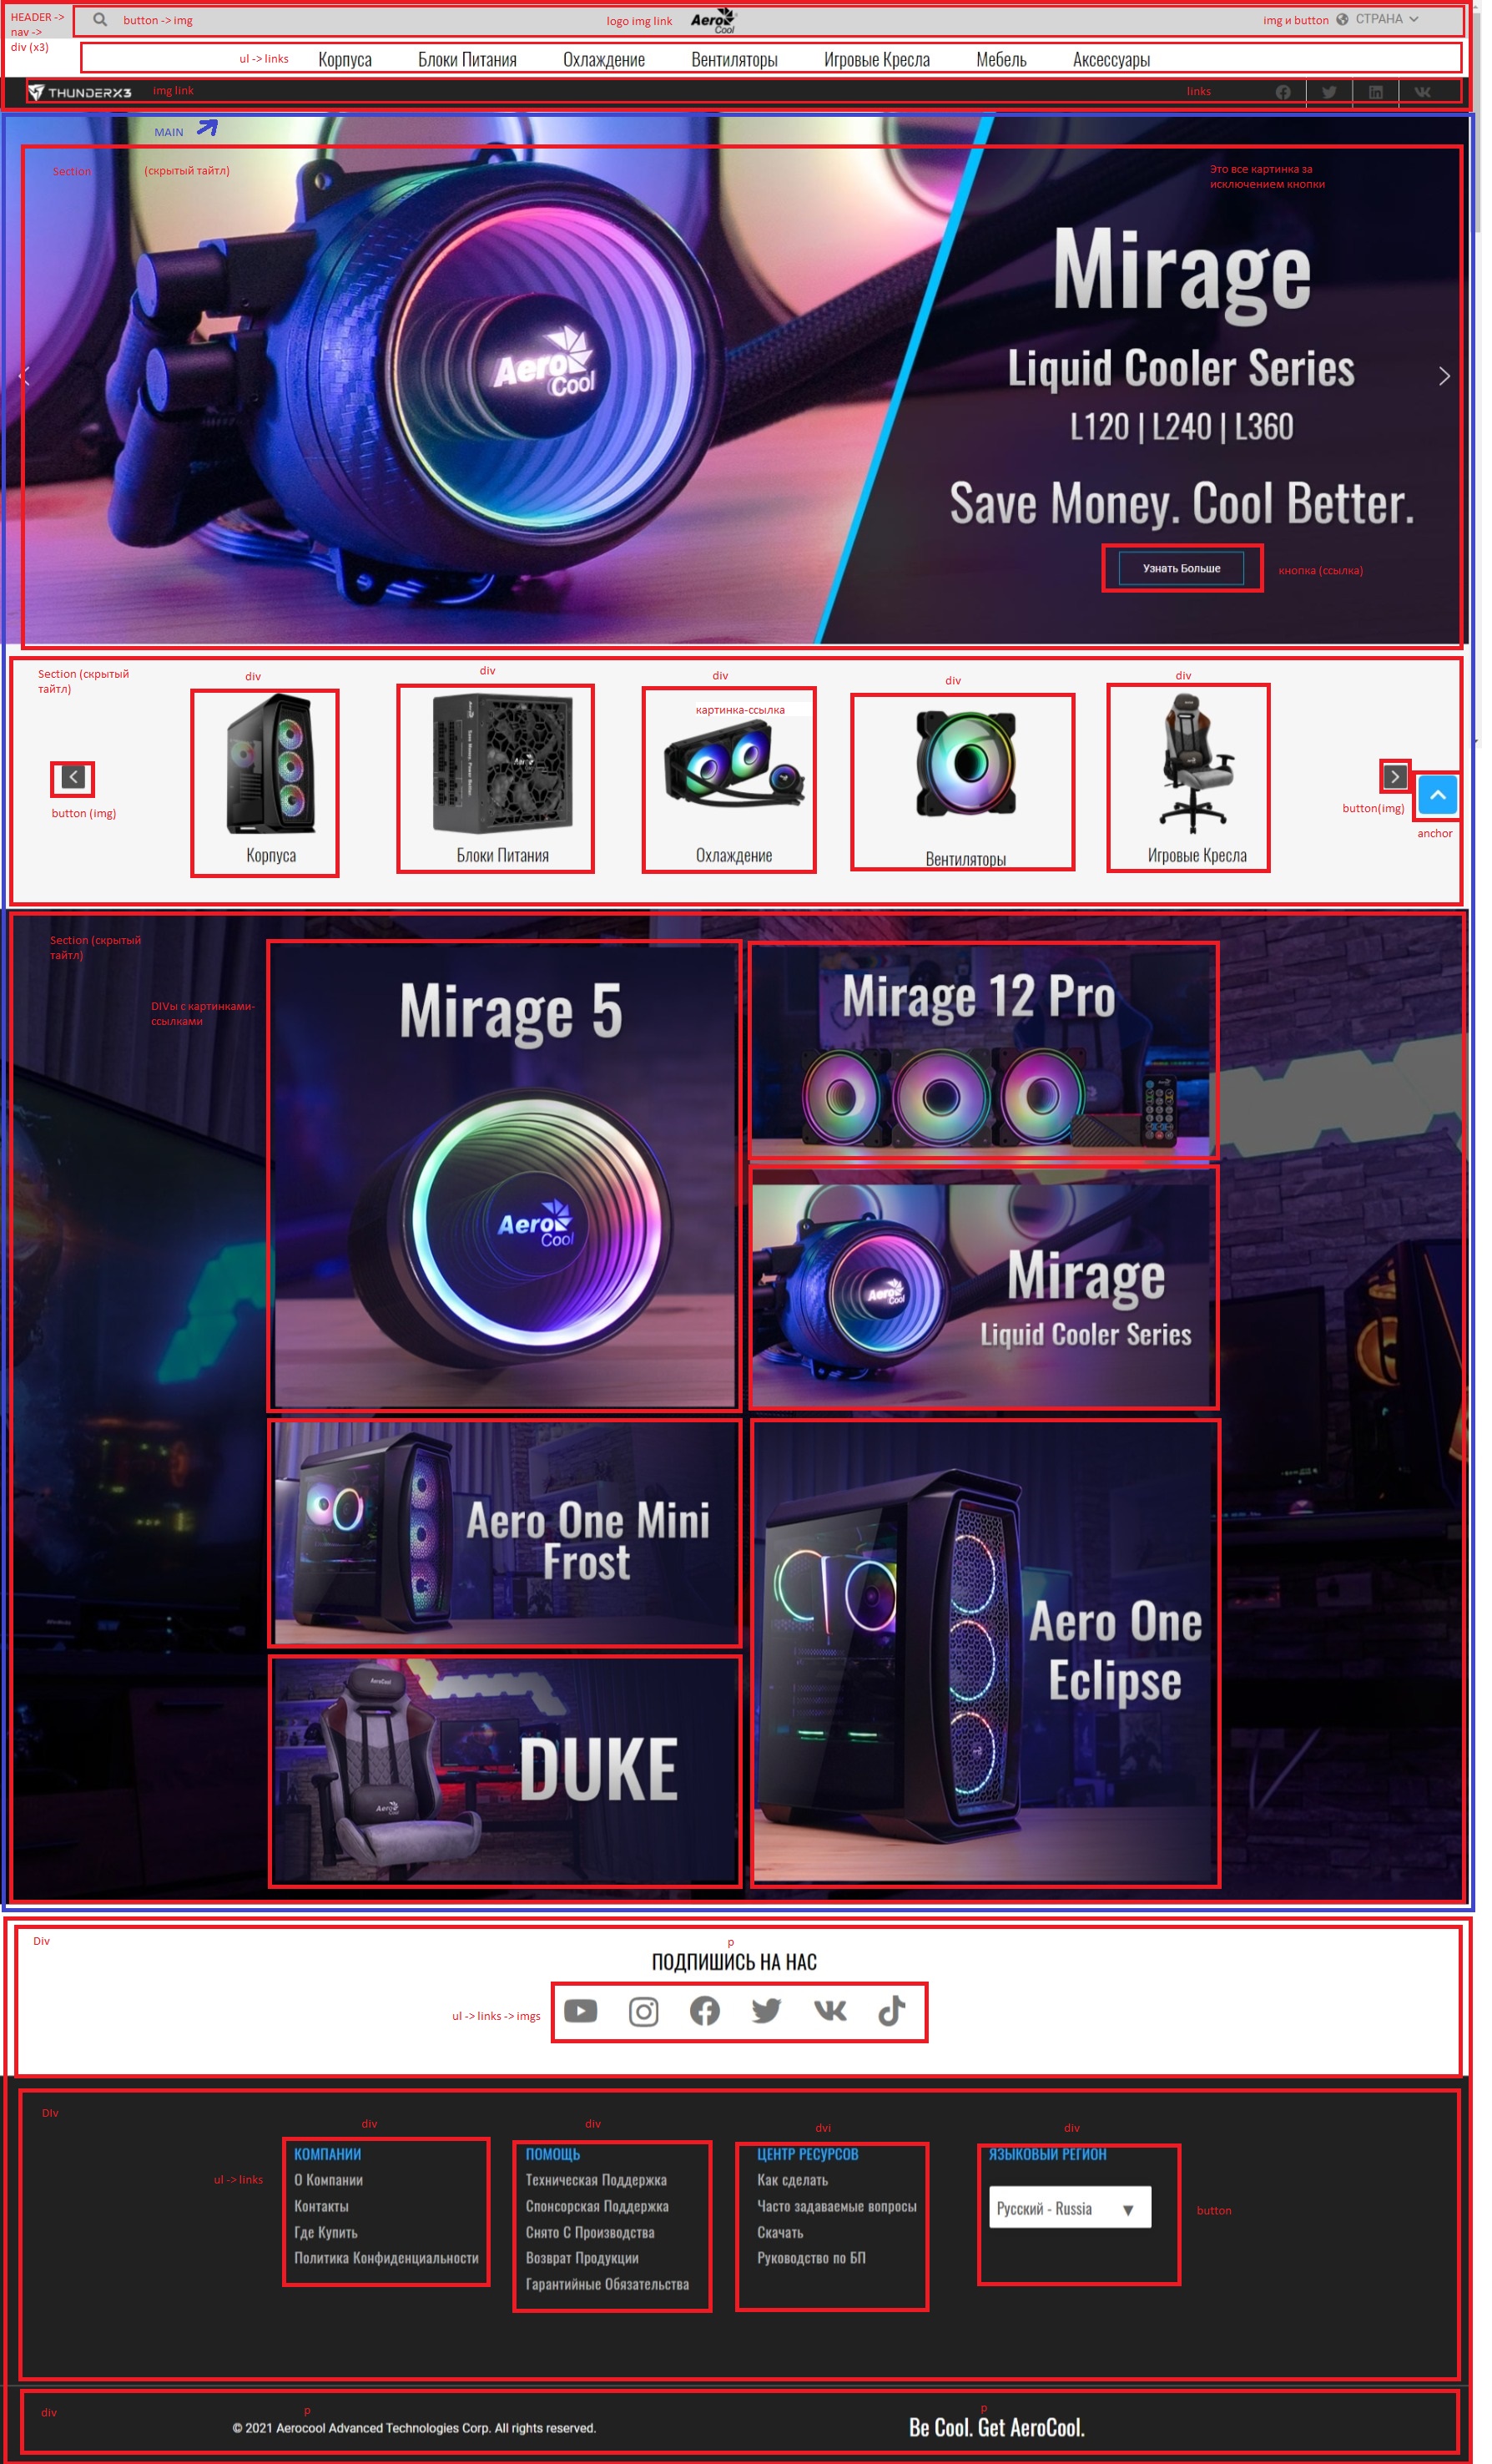 HEADER ->
nav ->
div (x3)
button -> img
logo img link
Aero
Cool
img и button
СТРАНА
ul -> links
Корпуса
Блоки Питания
Охлаждение
Вентиляторы
Игровые Кресла
Мебель
Аксессуары
THUNDERX3
img link
links
MAIN
Section
(скрытый тайтл)
Это все картинка за
исключением кнопки
Aero
Cool
Mirage
Liquid Cooler Series
L120 | L240 | L360
Save Money. Cool Better.
Узнать Больше
кнопка (ссылка)
Section (скрытый
тайтл)
div
div
div
div
div
картинка-ссылка
button (img)
button(img)
anchor
Корпуса
Блоки Питания
Охлаждение
Вентиляторы
Игровые Кресла
Section (скрытый
тайтл)
DIVы с картинками-
ссылками
Mirage 5
Aero
Cool
Mirage 12 Pro
Aero
Cool
Mirage
Liquid Cooler Series
Aero One Mini
Frost
Aero One
Eclipse
AeroCool
Aero
Cool
DUKE
Div
p
ПОДПИШИСЬ НА НАС
ul -> links -> imgs
DIv
div
div
dvi
div
ul -> links
КОМПАНИИ
О Компании
Контакты
Где Купить
Политика Конфиденциальности
ПОМОЩЬ
Техническая Поддержка
Спонсорская Поддержка
Снято С Производства
Возврат Продукции
Гарантийные Обязательства
ЦЕНТР РЕСУРСОВ
Как сделать
Часто задаваемые вопросы
Скачать
Руководство по БП
ЯЗЫКОВЫЙ РЕГИОН
Русский - Russia
button
div
p
© 2021 Aerocool Advanced Technologies Corp. All rights reserved.
p
Be Cool. Get AeroCool.